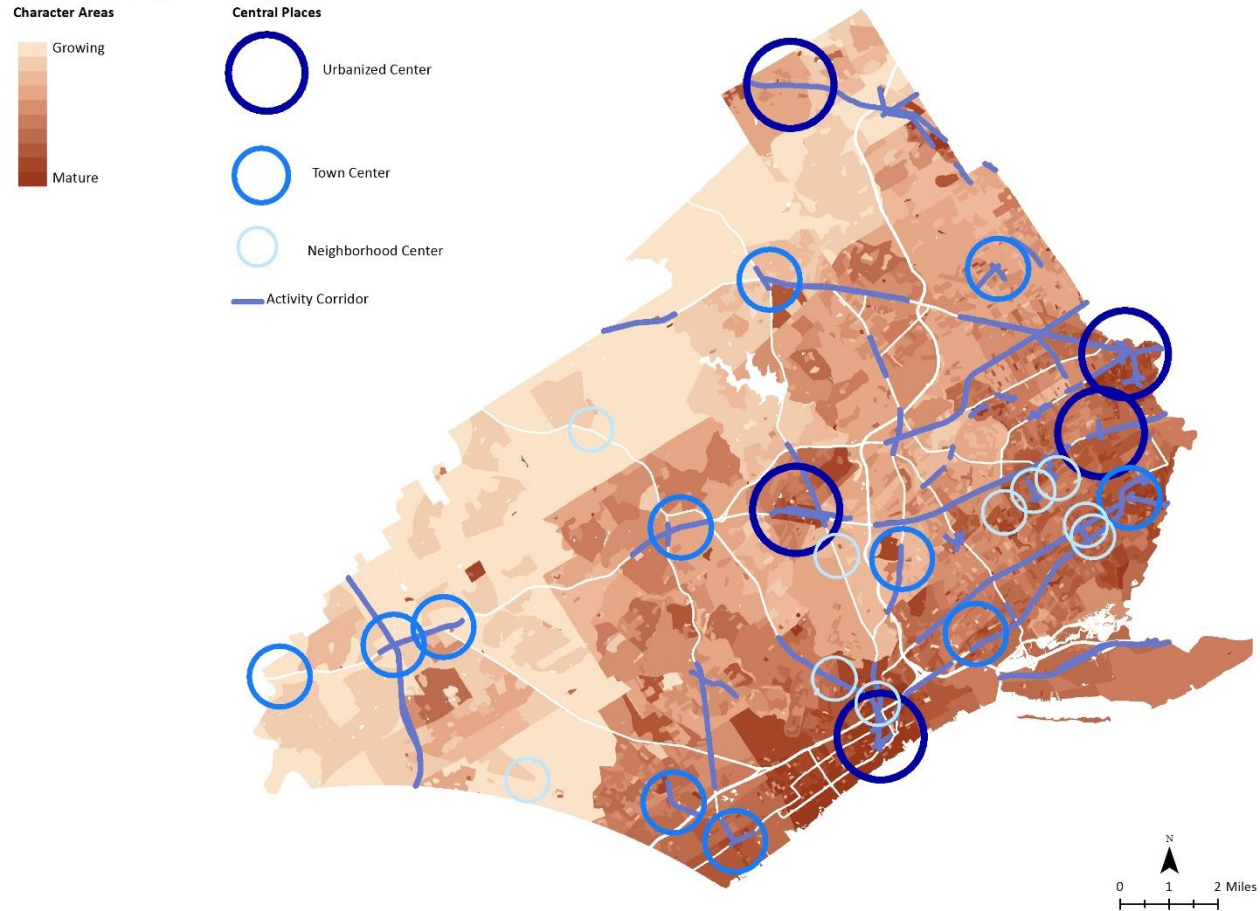 Character Areas
Growing
Mature
Central Places
Urbanized Center
Town Center
Neighborhood Center
Activity Corridor
N
0 1 2 Miles